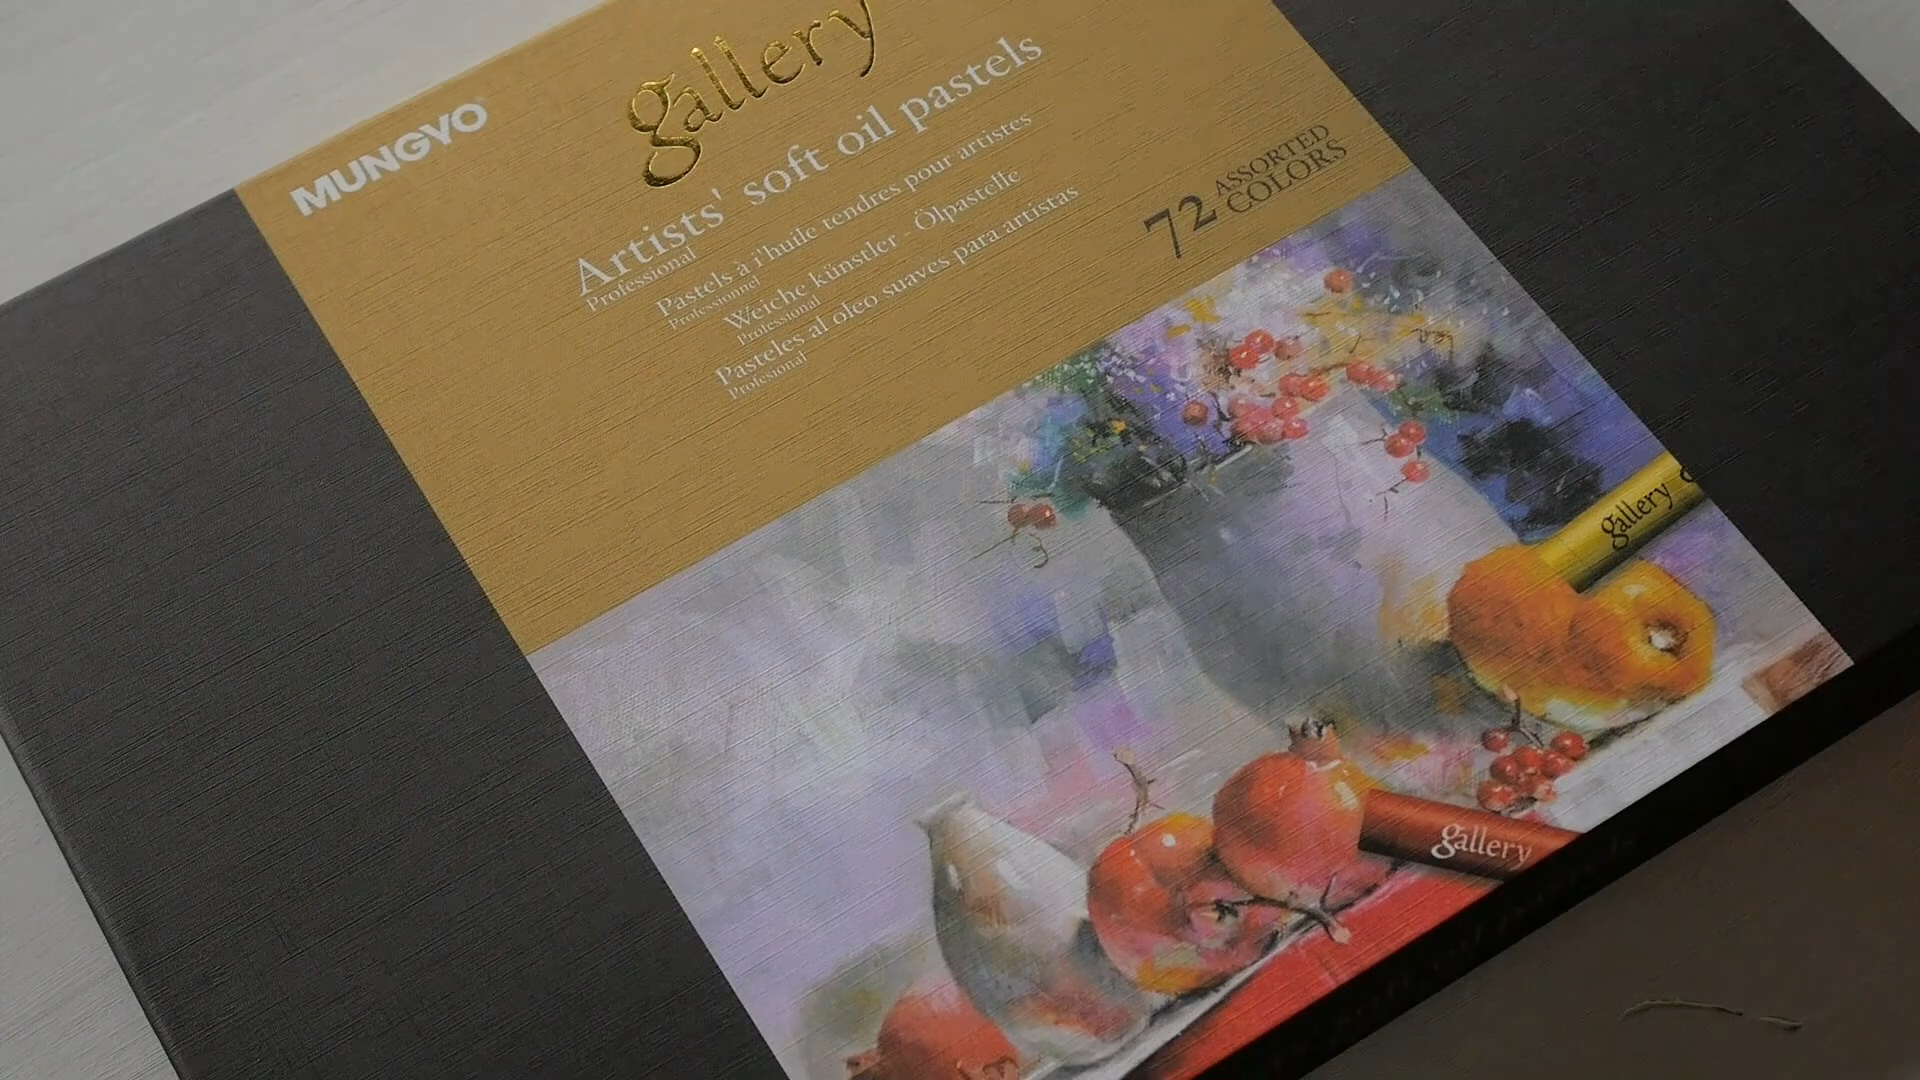 MUNGYO
gallery
Artists' soft oil pastels
Professional
Pastels à l'huile tendres pour artistes
Professionnel
Weiche künstler - Ölpastelle
Professional
Pasteles al oleo suaves para artistas
Profesional
72 ASSORTED
COLORS
gallery
gallery